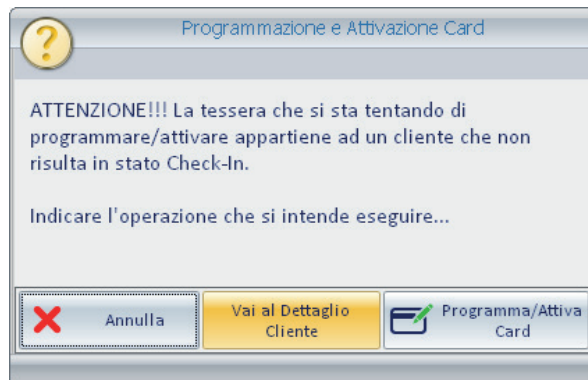 Programmazione e Attivazione Card
ATTENZIONE!!! La tessera che si sta tentando di
programmare/attivare appartiene ad un cliente che non
risulta in stato Check-In.
Indicare l'operazione che si intende eseguire...
Annulla
Vai al Dettaglio
Cliente
Programma/Attiva
Card